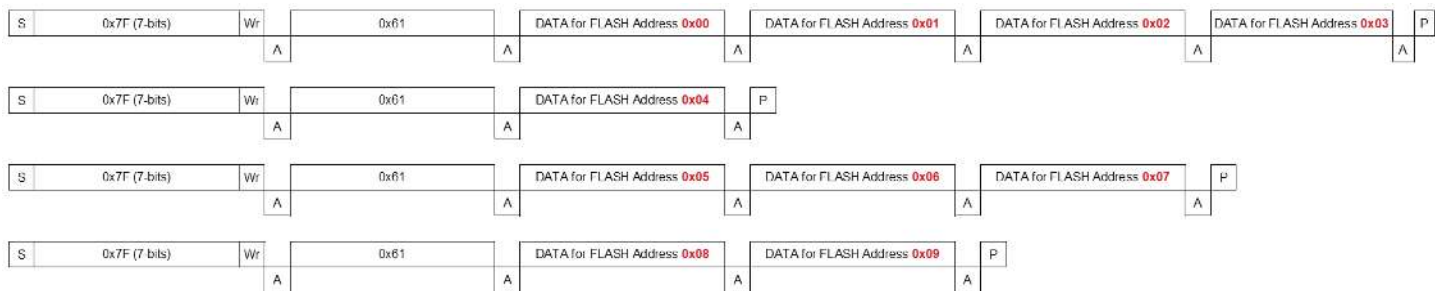 S 0x7F (7-bits) Wr 0x61 DATA for FLASH Address 0x00 DATA for FLASH Address 0x01 DATA for FLASH Address 0x02 DATA for FLASH Address 0x03 P
A A A A A A
S 0x7F (7-bits) Wr 0x61 DATA for FLASH Address 0x04 P
A A A
S 0x7F (7-bits) Wr 0x61 DATA for FLASH Address 0x05 DATA for FLASH Address 0x06 DATA for FLASH Address 0x07 P
A A A A A
S 0x7F (7-bits) Wr 0x61 DATA for FLASH Address 0x08 DATA for FLASH Address 0x09 P
A A A A